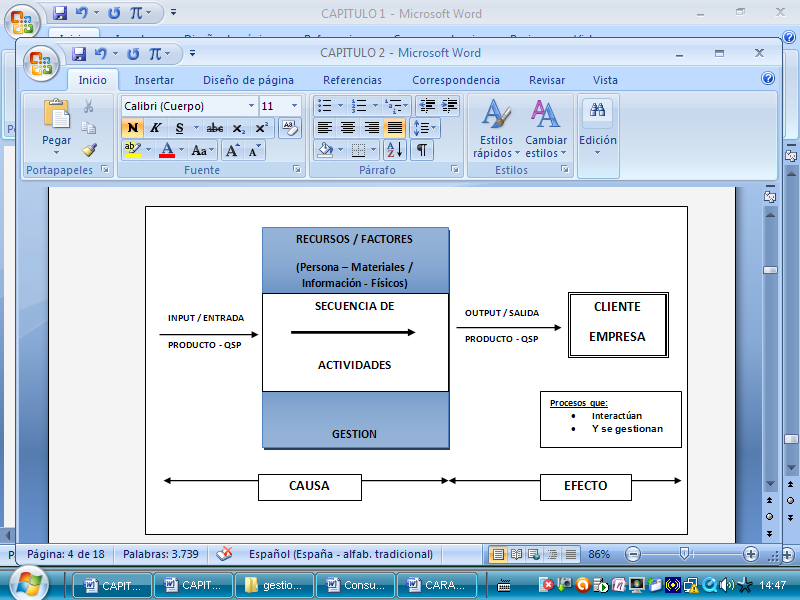 CAPITULO 1 - Microsoft Word
CAPITULO 2 - Microsoft Word
Inicio Insertar Diseño de página Referencias Correspondencia Revisar Vista
Calibri (Cuerpo) 11
Pegar
N K S abc x₂ x²
ab A Aa A A
Estilos rápidos
Cambiar estilos
Edición
Portapapeles Fuente Párrafo Estilos
RECURSOS / FACTORES
(Persona – Materiales /
Información - Físicos)
SECUENCIA DE
ACTIVIDADES
GESTION
INPUT / ENTRADA
PRODUCTO - QSP
OUTPUT / SALIDA
PRODUCTO - QSP
CLIENTE
EMPRESA
Procesos que:
• Interactúan
• Y se gestionan
CAUSA
EFECTO
Página: 4 de 18 Palabras: 3.739 Español (España - alfab. tradicional) 86%
CAPIT... CAPIT... gestio... Consu... CARA... 14:47